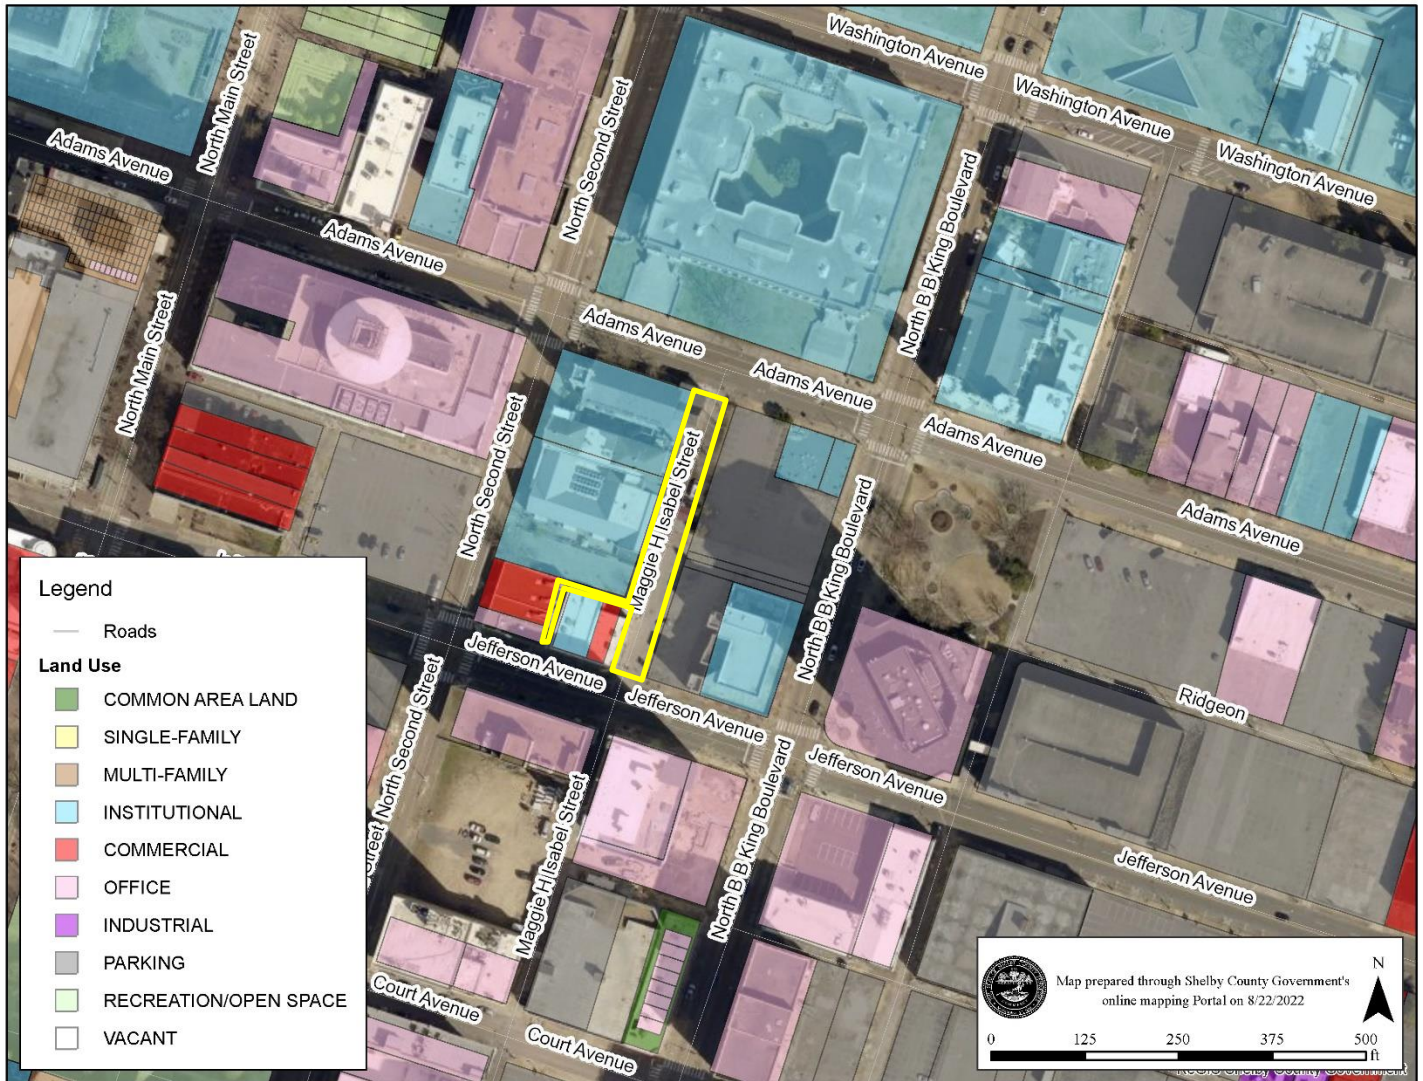 Washington Avenue
Washington Avenue
Washington Avenue
North Main Street
North Second Street
Adams Avenue
Adams Avenue
North B B King Boulevard
North Main Street
Adams Avenue
Adams Avenue
Adams Avenue
Adams Avenue
North Second Street
Maggie H Isabel Street
North B B King Boulevard
Jefferson Avenue
Jefferson Avenue
Ridgeon
North Second Street
Street
Maggie H Isabel Street
North B B King Boulevard
Jefferson Avenue
Jefferson Avenue
Court Avenue
Court Avenue
Legend
Roads
Land Use
COMMON AREA LAND
SINGLE-FAMILY
MULTI-FAMILY
INSTITUTIONAL
COMMERCIAL
OFFICE
INDUSTRIAL
PARKING
RECREATION/OPEN SPACE
VACANT
Map prepared through Shelby County Government's
online mapping Portal on 8/22/2022
N
0 125 250 375 500
ft